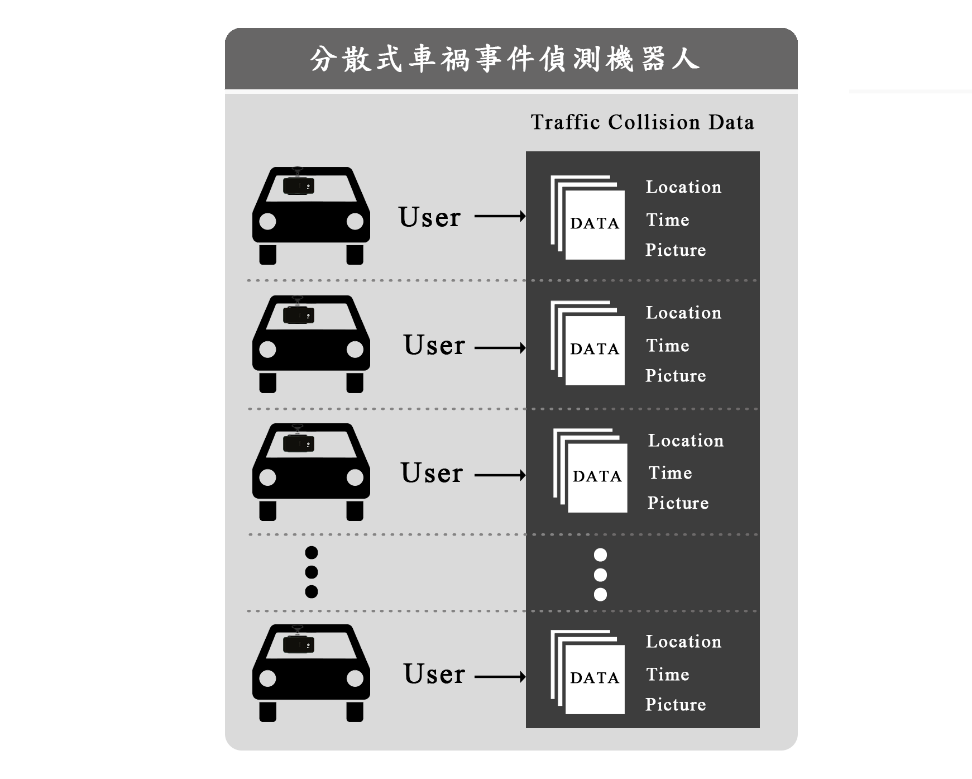 分散式車禍事件偵測機器人
Traffic Collision Data
User
DATA
Location
Time
Picture
User
DATA
Location
Time
Picture
User
DATA
Location
Time
Picture
User
DATA
Location
Time
Picture